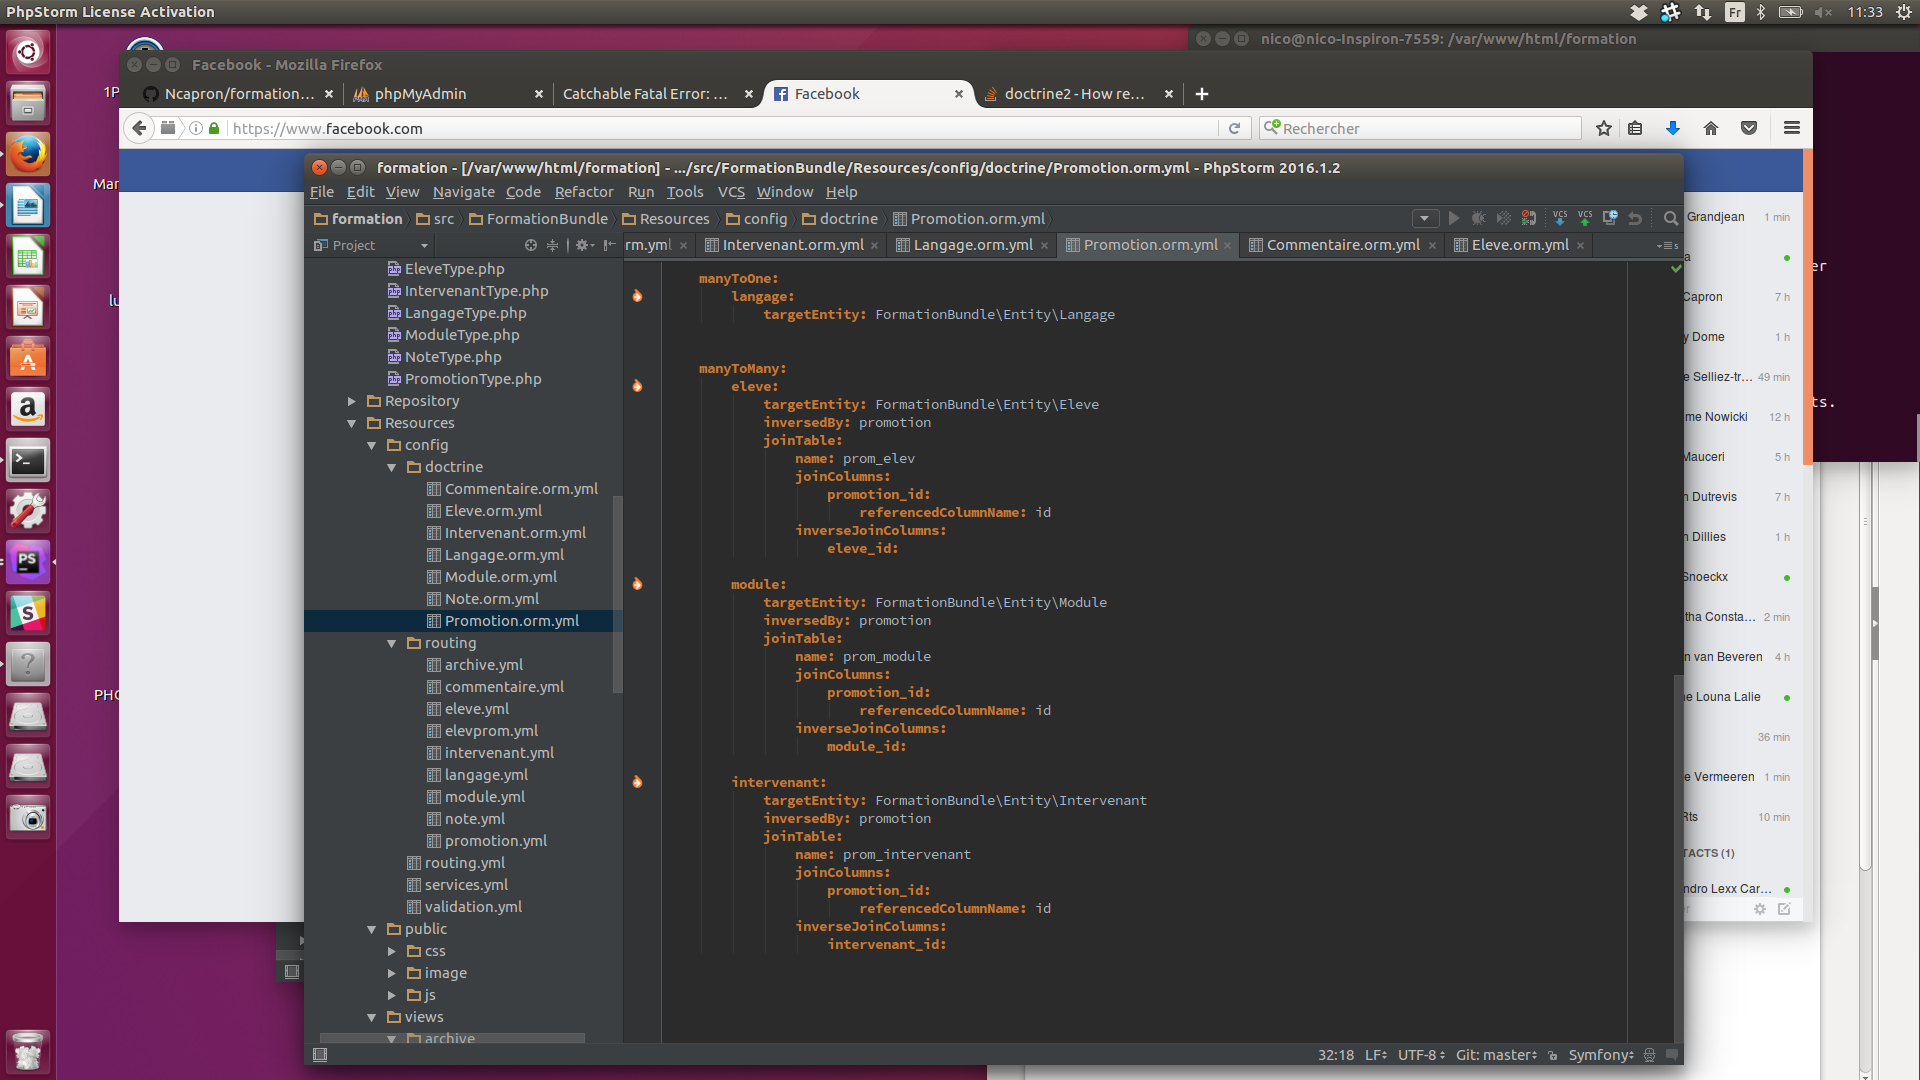 PhpStorm License Activation
Fr
11:33
nico@nico-Inspiron-7559: /var/www/html/formation
Facebook - Mozilla Firefox
Ncapron/formation…
phpMyAdmin
Catchable Fatal Error: …
Facebook
doctrine2 - How re…
https://www.facebook.com
Rechercher
formation - [/var/www/html/formation] - .../src/FormationBundle/Resources/config/doctrine/Promotion.orm.yml - PhpStorm 2016.1.2
File Edit View Navigate Code Refactor Run Tools VCS Window Help
formation src FormationBundle Resources config doctrine Promotion.orm.yml
VCS VCS
Project
rm.yml Intervenant.orm.yml Langage.orm.yml Promotion.orm.yml Commentaire.orm.yml Eleve.orm.yml
EleveType.php
IntervenantType.php
LangageType.php
ModuleType.php
NoteType.php
PromotionType.php
Repository
Resources
config
doctrine
Commentaire.orm.yml
Eleve.orm.yml
Intervenant.orm.yml
Langage.orm.yml
Module.orm.yml
Note.orm.yml
Promotion.orm.yml
routing
archive.yml
commentaire.yml
eleve.yml
elevprom.yml
intervenant.yml
langage.yml
module.yml
note.yml
promotion.yml
routing.yml
services.yml
validation.yml
public
css
image
js
views
archive
manyToOne:
langage:
targetEntity: FormationBundle\Entity\Langage
manyToMany:
eleve:
targetEntity: FormationBundle\Entity\Eleve
inversedBy: promotion
joinTable:
name: prom_elev
joinColumns:
promotion_id:
referencedColumnName: id
inverseJoinColumns:
eleve_id:
module:
targetEntity: FormationBundle\Entity\Module
inversedBy: promotion
joinTable:
name: prom_module
joinColumns:
promotion_id:
referencedColumnName: id
inverseJoinColumns:
module_id:
intervenant:
targetEntity: FormationBundle\Entity\Intervenant
inversedBy: promotion
joinTable:
name: prom_intervenant
joinColumns:
promotion_id:
referencedColumnName: id
inverseJoinColumns:
intervenant_id:
32:18 LF UTF-8 Git: master Symfony
Grandjean 1 min
a
Capron 7 h
y Dome 1 h
e Selliez-tr… 49 min
me Nowicki 12 h
Mauceri 5 h
n Dutrevis 7 h
n Dillies 1 h
Snoeckx
tha Consta… 2 min
n van Beveren 4 h
ne Louna Lalie
36 min
e Vermeeren 1 min
Rts 10 min
TACTS (1)
ndro Lexx Car…
er
ts.
1P
Mar
lu
PHO
PS